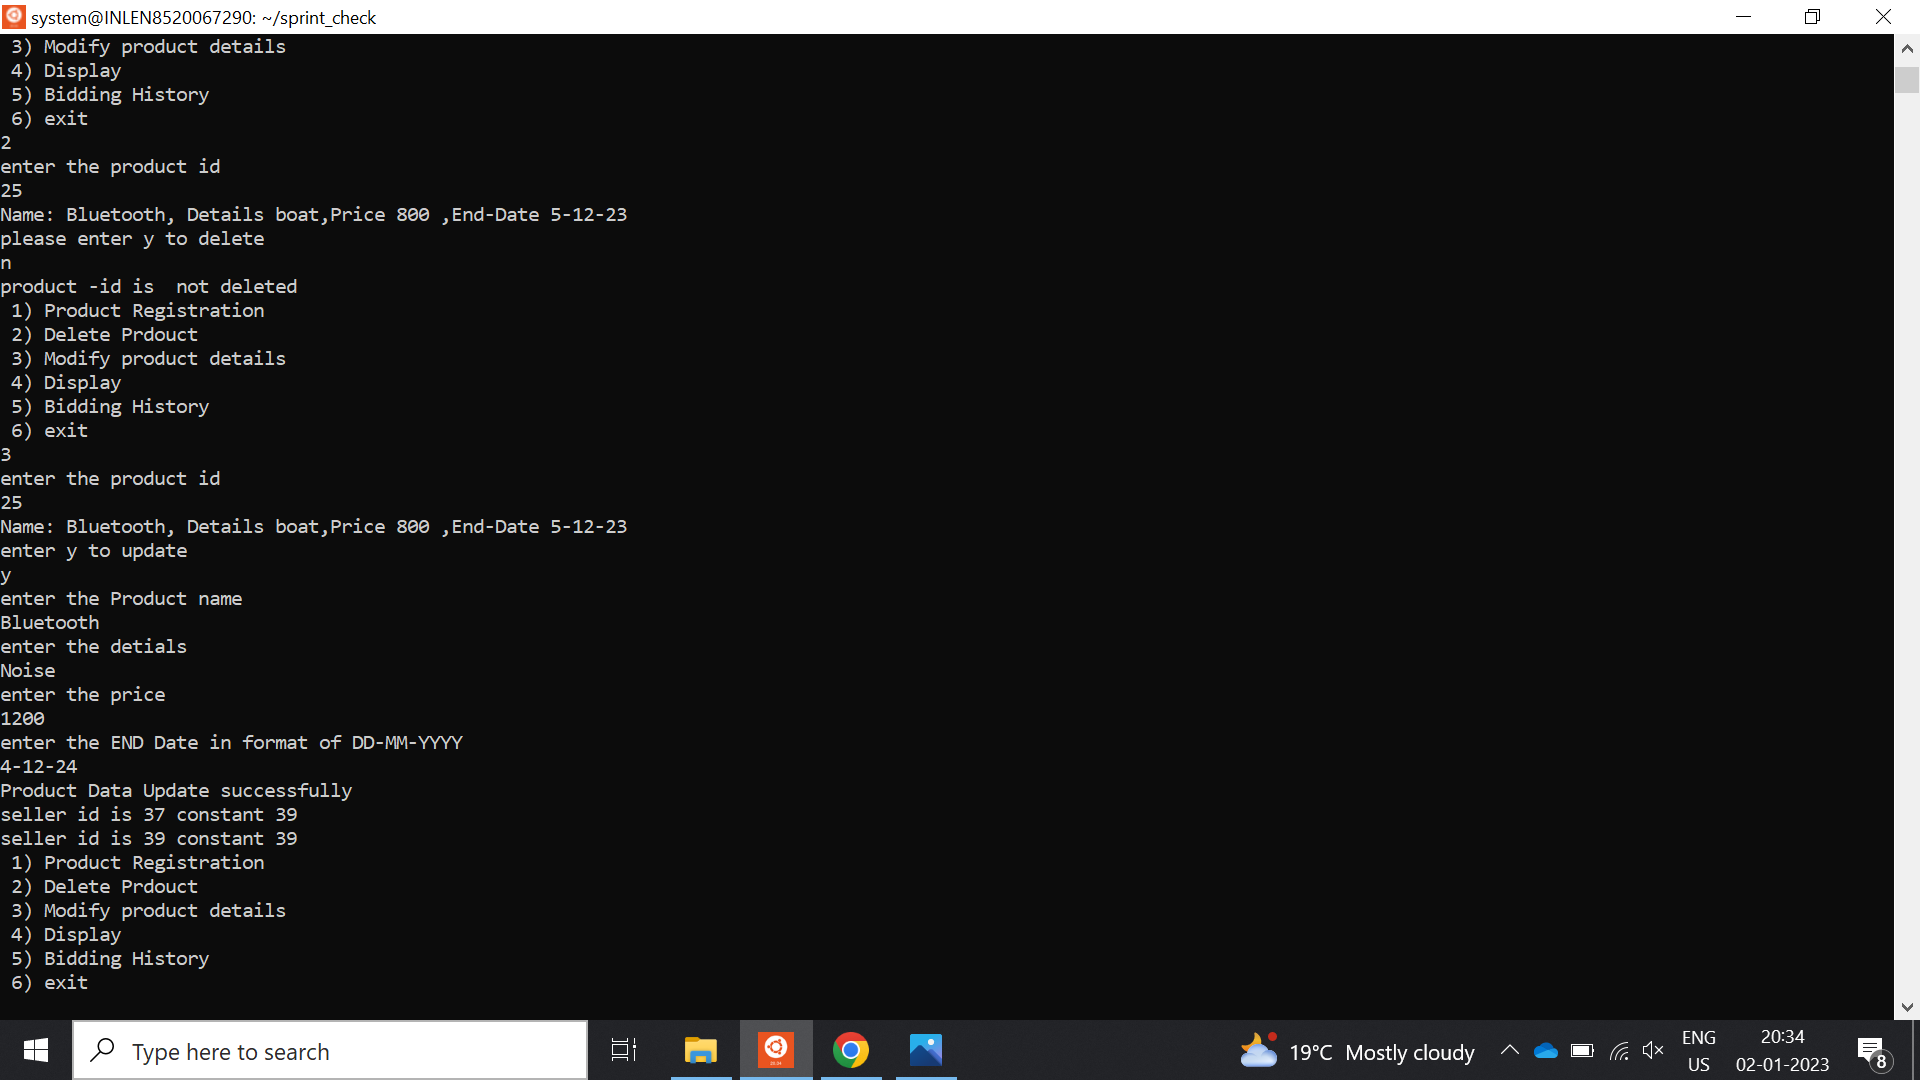 system@INLEN8520067290: ~/sprint_check
3) Modify product details
4) Display
5) Bidding History
6) exit
2
enter the product id
25
Name: Bluetooth, Details boat,Price 800 ,End-Date 5-12-23
please enter y to delete
n
product -id is  not deleted
1) Product Registration
2) Delete Prdouct
3) Modify product details
4) Display
5) Bidding History
6) exit
3
enter the product id
25
Name: Bluetooth, Details boat,Price 800 ,End-Date 5-12-23
enter y to update
y
enter the Product name
Bluetooth
enter the detials
Noise
enter the price
1200
enter the END Date in format of DD-MM-YYYY
4-12-24
Product Data Update successfully
seller id is 37 constant 39
seller id is 39 constant 39
1) Product Registration
2) Delete Prdouct
3) Modify product details
4) Display
5) Bidding History
6) exit
Type here to search
19°C Mostly cloudy
ENG
US
20:34
02-01-2023
8